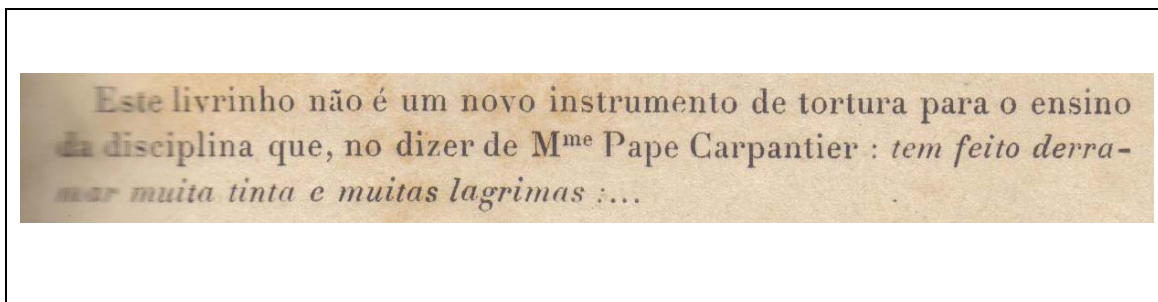 Este livrinho não é um novo instrumento de tortura para o ensino
da disciplina que, no dizer de Mᵐᵉ Pape Carpantier : tem feito derra-
mar muita tinta e muitas lagrimas :...